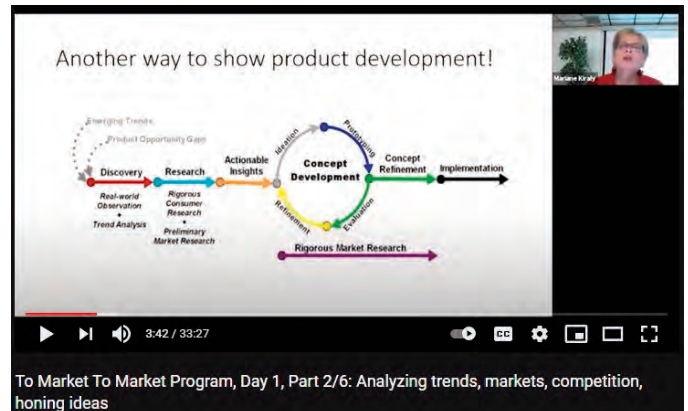 Another way to show product development!
Mariane Kiraly
Emerging Trends
Product Opportunity Gaps
Discovery
Research
Actionable
Insights
Ideation
Prototyping
Concept
Development
Refinement
Evaluation
Concept
Refinement
Implementation
Real-world
Observation
+
Trend Analysis
Rigorous
Consumer
Research
+
Preliminary
Market Research
Rigorous Market Research
3:42 / 33:27
CC
To Market To Market Program, Day 1, Part 2/6: Analyzing trends, markets, competition,
honing ideas